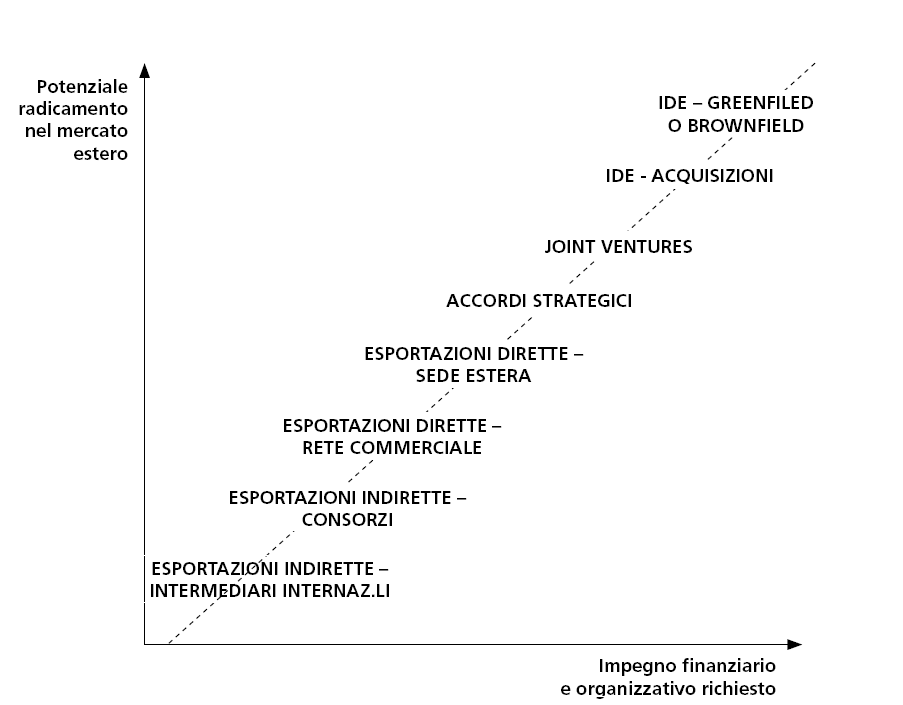 Potenziale
radicamento
nel mercato
estero
IDE – GREENFILED
O BROWNFIELD
IDE - ACQUISIZIONI
JOINT VENTURES
ACCORDI STRATEGICI
ESPORTAZIONI DIRETTE –
SEDE ESTERA
ESPORTAZIONI DIRETTE –
RETE COMMERCIALE
ESPORTAZIONI INDIRETTE –
CONSORZI
ESPORTAZIONI INDIRETTE –
INTERMEDIARI INTERNAZ.LI
Impegno finanziario
e organizzativo richiesto